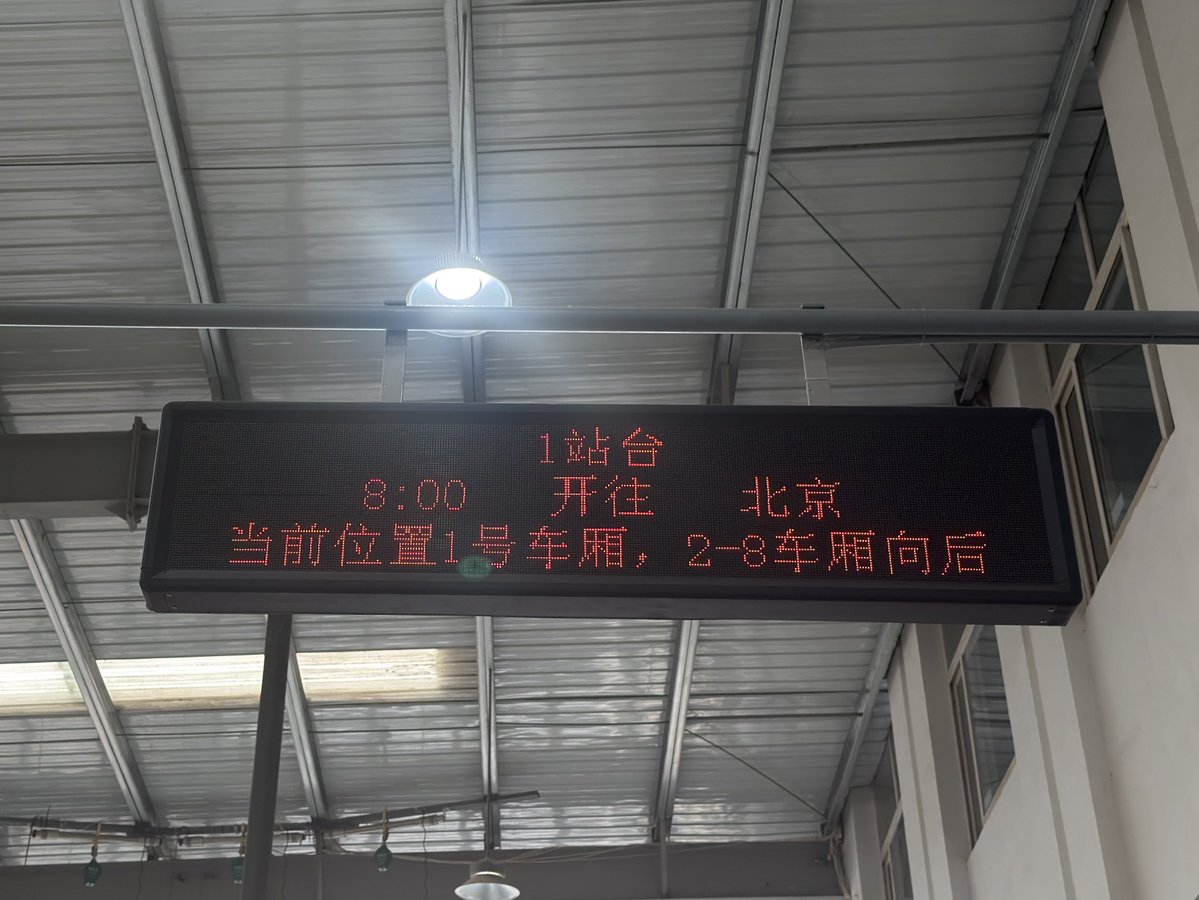 1站台
8:00 开往 北京
当前位置1号车厢，2-8车厢向后